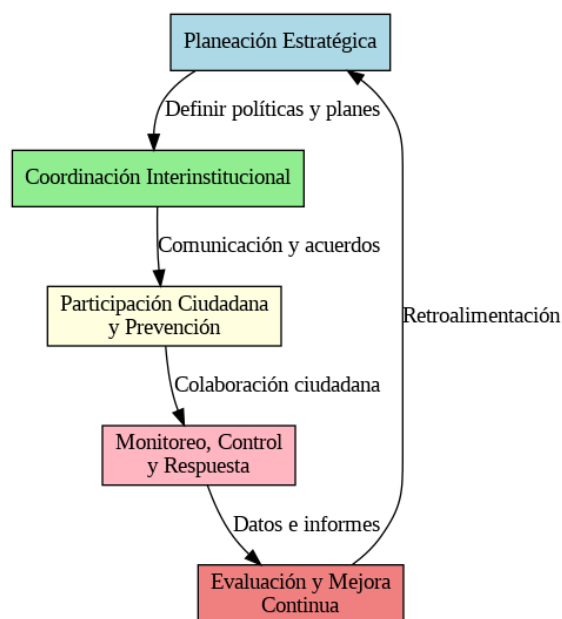 Planeación Estratégica
Definir políticas y planes
Coordinación Interinstitucional
Comunicación y acuerdos
Participación Ciudadana
y Prevención
Retroalimentación
Colaboración ciudadana
Monitoreo, Control
y Respuesta
Datos e informes
Evaluación y Mejora
Continua